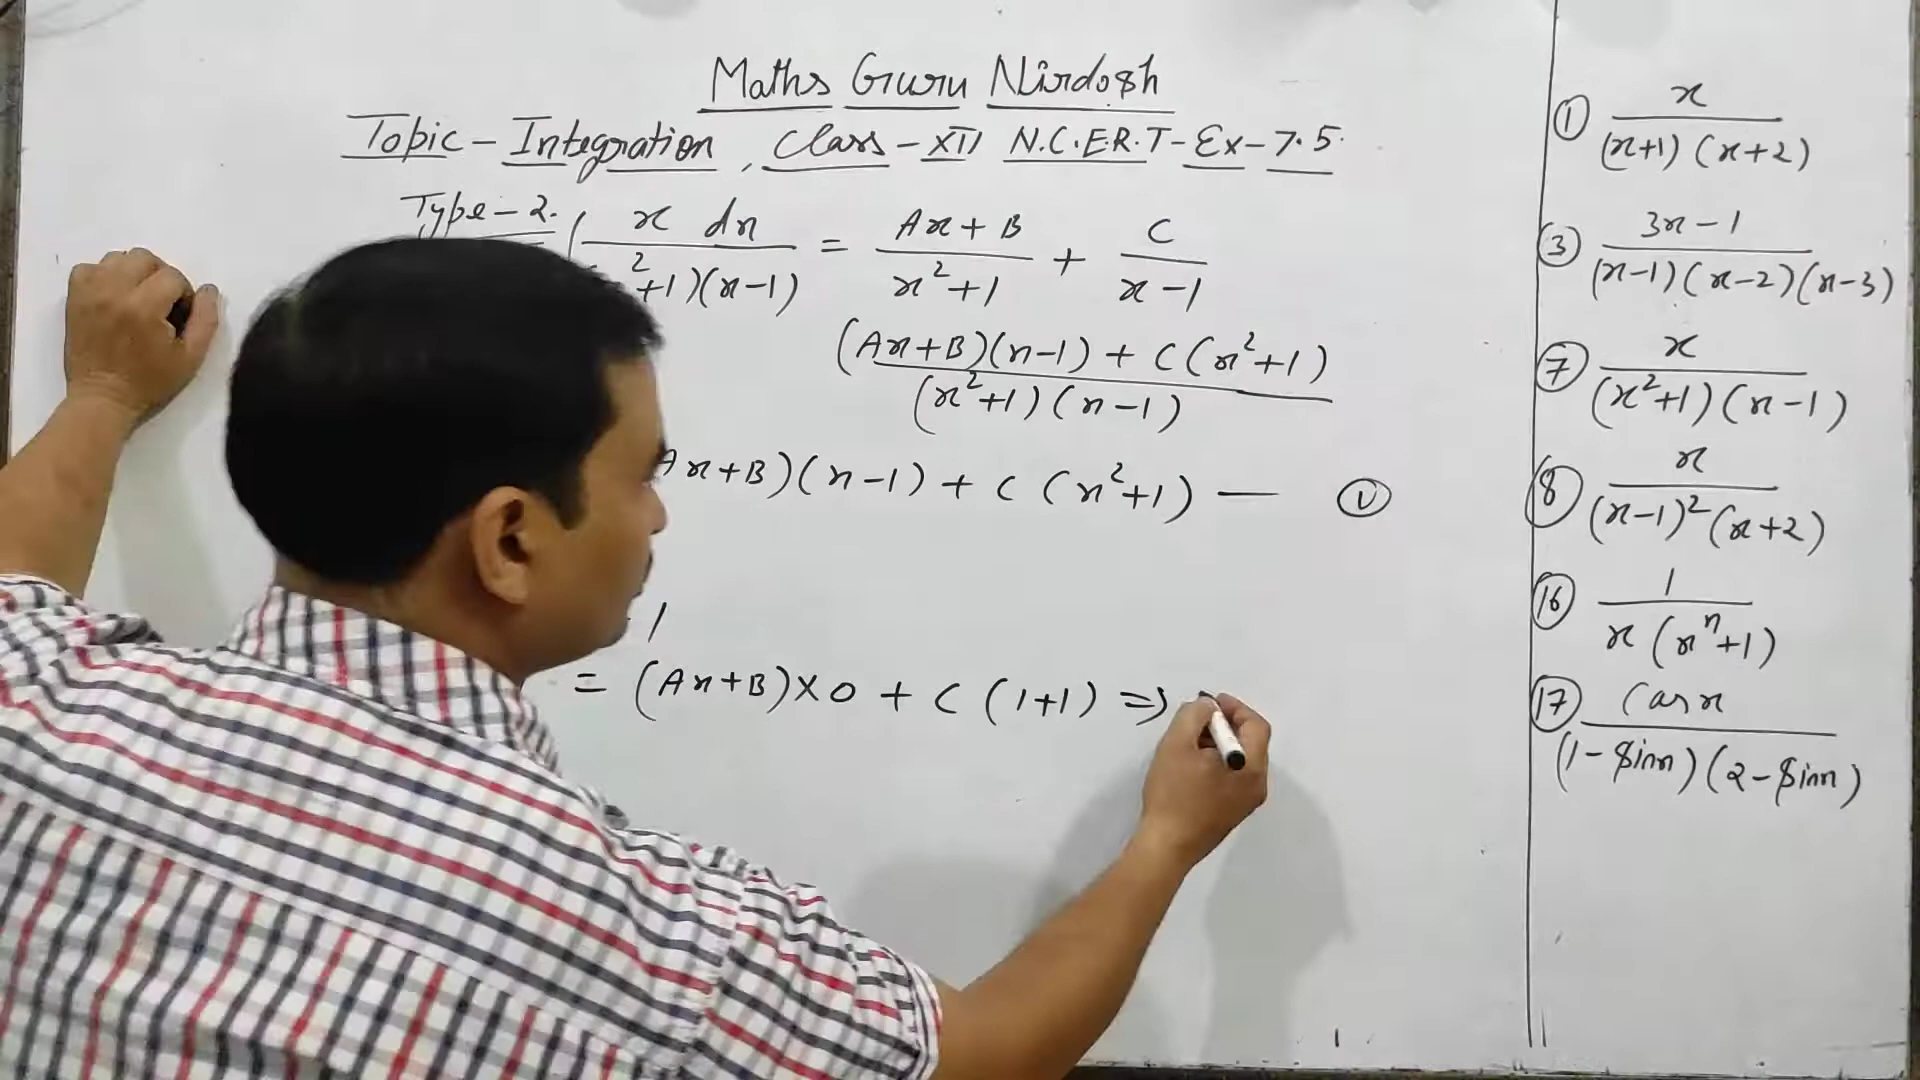 Maths Guru Nirdosh
Topic - Integration, Class - XII N.C.E.R.T - Ex - 7.5.
Type - 2.
∫ x dx / (x²+1)(x-1) = Ax + B / x²+1 + C / x-1
(Ax+B)(x-1) + C(x²+1) / (x²+1)(x-1)
Ax+B)(x-1) + C (x²+1) — ①
- 1
= (Ax+B)×0 + C (1+1) ⇒
① x / (x+1)(x+2)
③ 3x-1 / (x-1)(x-2)(x-3)
⑦ x / (x²+1)(x-1)
⑧ x / (x-1)²(x+2)
⑯ 1 / x(xⁿ+1)
⑰ Cosx / (1-Sinx)(2-Sinx)